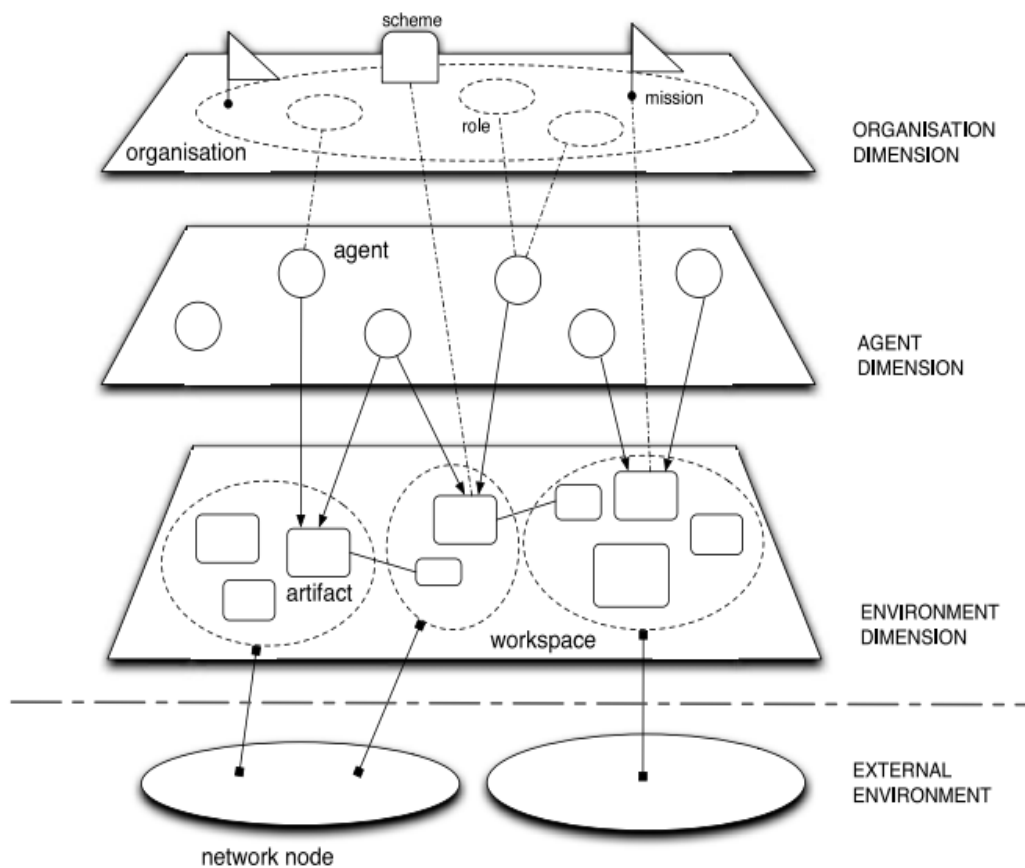 scheme
mission
role
organisation
ORGANISATION
DIMENSION
agent
AGENT
DIMENSION
artifact
workspace
ENVIRONMENT
DIMENSION
EXTERNAL
ENVIRONMENT
network node